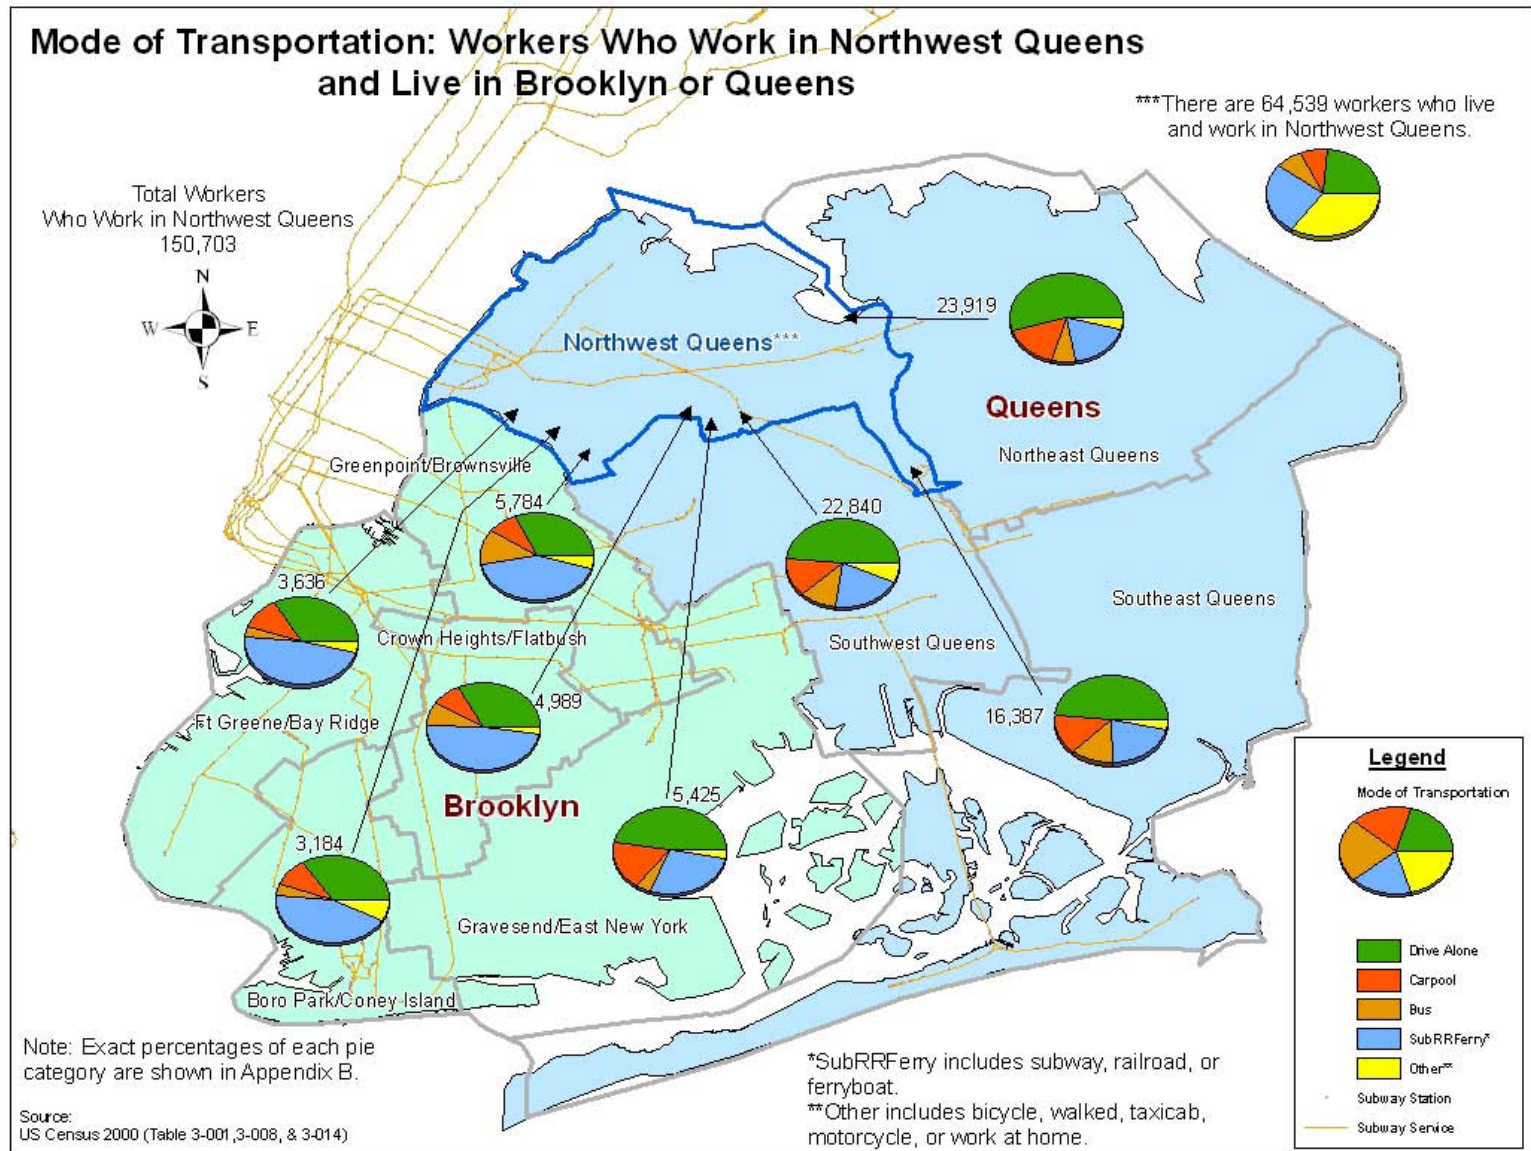 Mode of Transportation: Workers Who Work in Northwest Queens
and Live in Brooklyn or Queens
***There are 64,539 workers who live
and work in Northwest Queens.
Total Workers
Who Work in Northwest Queens
150,703
N
W
E
S
23,919
Northwest Queens***
Queens
Greenpoint/Brownsville
Northeast Queens
5,784
22,840
3,636
Southeast Queens
Crown Heights/Flatbush
Southwest Queens
4,989
16,387
Ft Greene/Bay Ridge
Brooklyn
5,425
3,184
Gravesend/East New York
Boro Park/Coney Island
Legend
Mode of Transportation
Drive Alone
Carpool
Bus
SubRRFerry*
Other**
Subway Station
Subway Service
Note: Exact percentages of each pie
category are shown in Appendix B.
*SubRRFerry includes subway, railroad, or
ferryboat.
**Other includes bicycle, walked, taxicab,
motorcycle, or work at home.
Source:
US Census 2000 (Table 3-001,3-008, & 3-014)